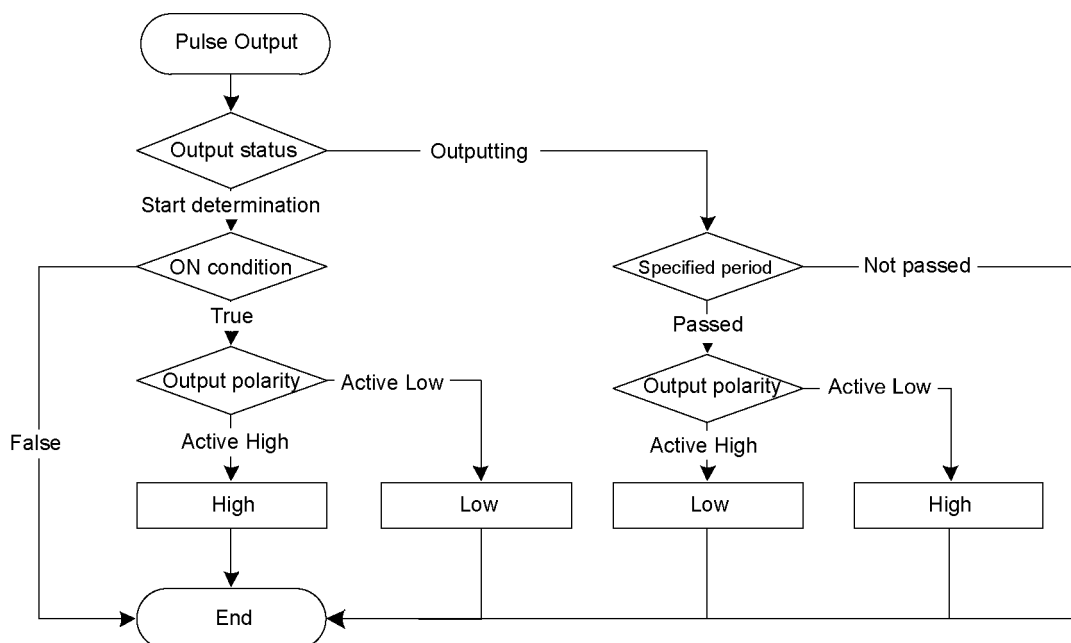 Pulse Output
Output status
Outputting
Start determination
ON condition
Specified period
Not passed
True
Passed
Output polarity
Active Low
Output polarity
Active Low
False
Active High
Active High
High
Low
Low
High
End